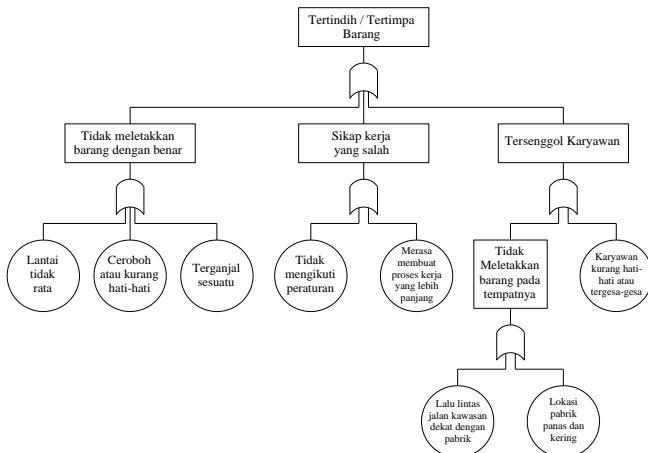 Tertindih / Tertimpa
Barang
Tidak meletakkan
barang dengan benar
Sikap kerja
yang salah
Tersenggol Karyawan
Lantai
tidak
rata
Ceroboh
atau kurang
hati-hati
Terganjal
sesuatu
Tidak
mengikuti
peraturan
Merasa
membuat
proses kerja
yang lebih
panjang
Tidak
Meletakkan
barang pada
tempatnya
Karyawan
kurang hati-
hati atau
tergesa-gesa
Lalu lintas
jalan kawasan
dekat dengan
pabrik
Lokasi
pabrik
panas dan
kering